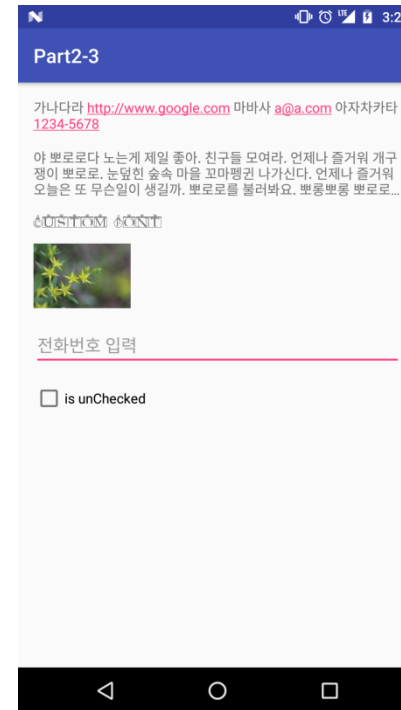 N LTE 3:2
Part2-3
가나다라 http://www.google.com 마바사 a@a.com 아자차카타
1234-5678
야 뽀로로다 노는게 제일 좋아. 친구들 모여라. 언제나 즐거워 개구
쟁이 뽀로로. 눈덮힌 숲속 마을 꼬마펭귄 나가신다. 언제나 즐거워
오늘은 또 무슨일이 생길까. 뽀로로를 불러봐요. 뽀롱뽀롱 뽀로로…
CUSTOM FONT
전화번호 입력
is unChecked